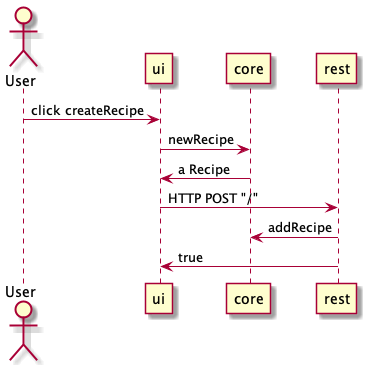 User
ui
core
rest
click createRecipe
newRecipe
a Recipe
HTTP POST "/"
addRecipe
true
User
ui
core
rest